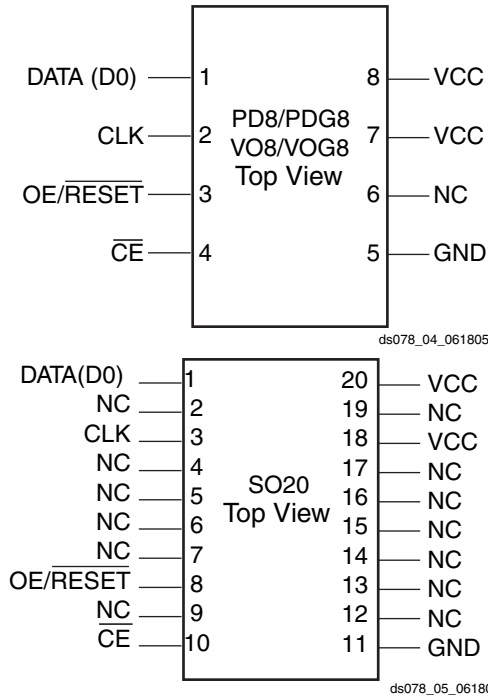 DATA (D0) 1 8 VCC
CLK 2 PD8/PDG8 7 VCC
VO8/VOG8
Top View
OE/RESET 3 6 NC
CE 4 5 GND
ds078_04_061805
DATA(D0) 1 20 VCC
NC 2 19 NC
CLK 3 18 VCC
NC 4 17 NC
NC 5 SO20 16 NC
NC 6 Top View 15 NC
NC 7 14 NC
OE/RESET 8 13 NC
NC 9 12 NC
CE 10 11 GND
ds078_05_06180